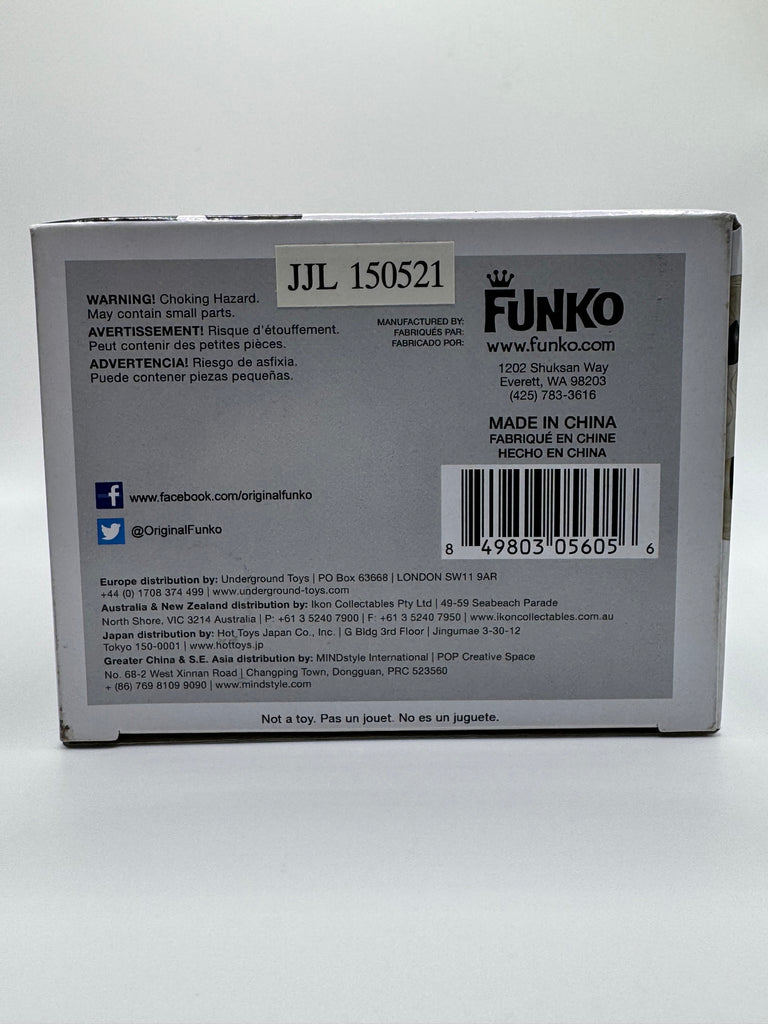 JJL 150521
WARNING! Choking Hazard.
May contain small parts.
AVERTISSEMENT! Risque d'étouffement.
Peut contenir des petites pièces.
ADVERTENCIA! Riesgo de asfixia.
Puede contener piezas pequeñas.
MANUFACTURED BY:
FABRIQUÉS PAR:
FABRICADO POR:
FUNKO
www.funko.com
1202 Shuksan Way
Everett, WA 98203
(425) 783-3616
MADE IN CHINA
FABRIQUÉ EN CHINE
HECHO EN CHINA
8 49803 05605 6
f www.facebook.com/originalfunko
@OriginalFunko
Europe distribution by: Underground Toys | PO Box 63668 | LONDON SW11 9AR
+44 (0) 1708 374 499 | www.underground-toys.com
Australia & New Zealand distribution by: Ikon Collectables Pty Ltd | 49-59 Seabeach Parade
North Shore, VIC 3214 Australia | P: +61 3 5240 7900 | F: +61 3 5240 7950 | www.ikoncollectables.com.au
Japan distribution by: Hot Toys Japan Co., Inc. | G Bldg 3rd Floor | Jingumae 3-30-12
Tokyo 150-0001 | www.hottoys.jp
Greater China & S.E. Asia distribution by: MINDstyle International | POP Creative Space
No. 68-2 West Xinnan Road | Changping Town, Dongguan, PRC 523560
+ (86) 769 8109 9090 | www.mindstyle.com
Not a toy. Pas un jouet. No es un juguete.